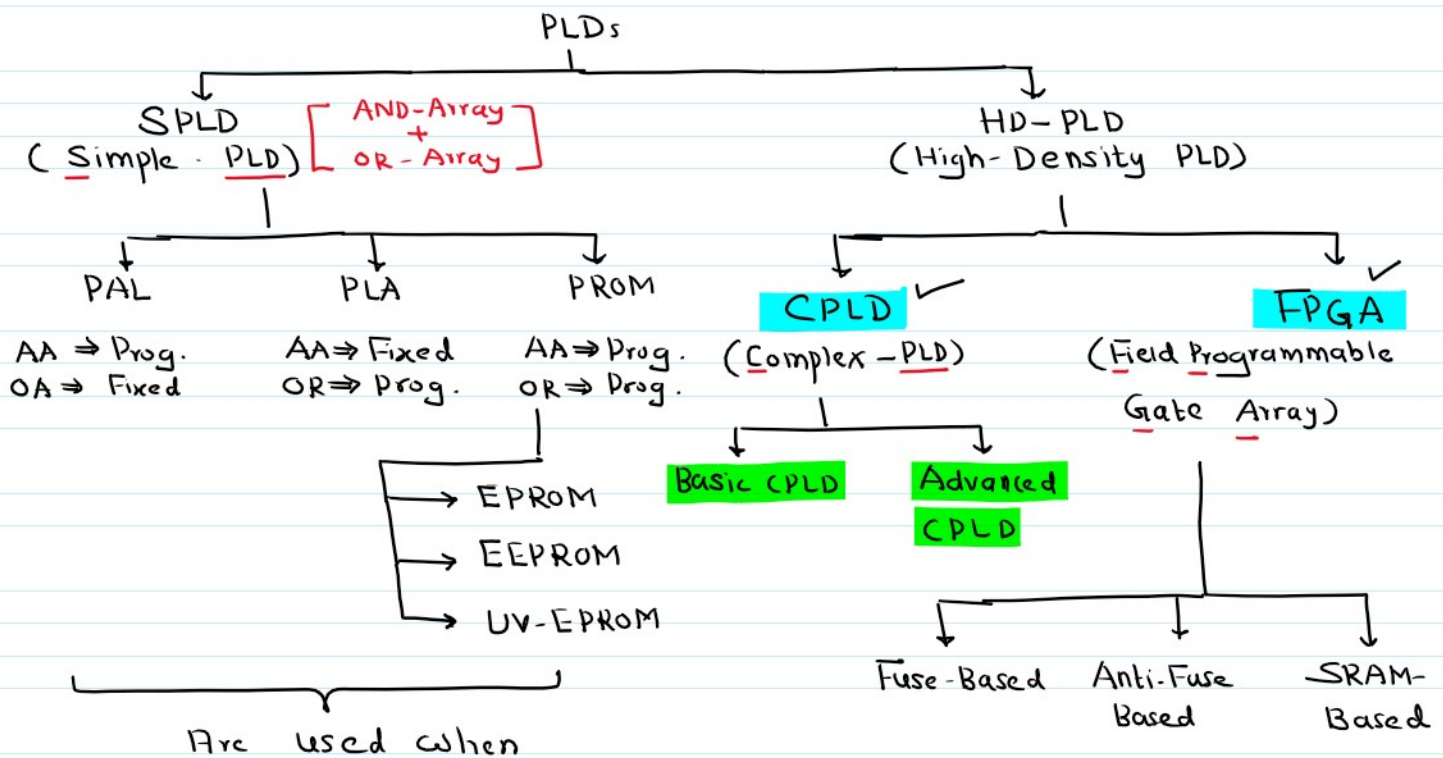 PLDs
SPLD
(Simple PLD)
[AND-Array
+
OR-Array]
HD-PLD
(High-Density PLD)
PAL
AA ⇒ Prog.
OA ⇒ Fixed
PLA
AA ⇒ Fixed
OR ⇒ Prog.
PROM
AA ⇒ Prog.
OR ⇒ Prog.
EPROM
EEPROM
UV-EPROM
Are used when
CPLD ✓
(Complex-PLD)
Basic CPLD
Advanced
CPLD
FPGA ✓
(Field Programmable
Gate Array)
Fuse-Based
Anti-Fuse
Based
SRAM-
Based